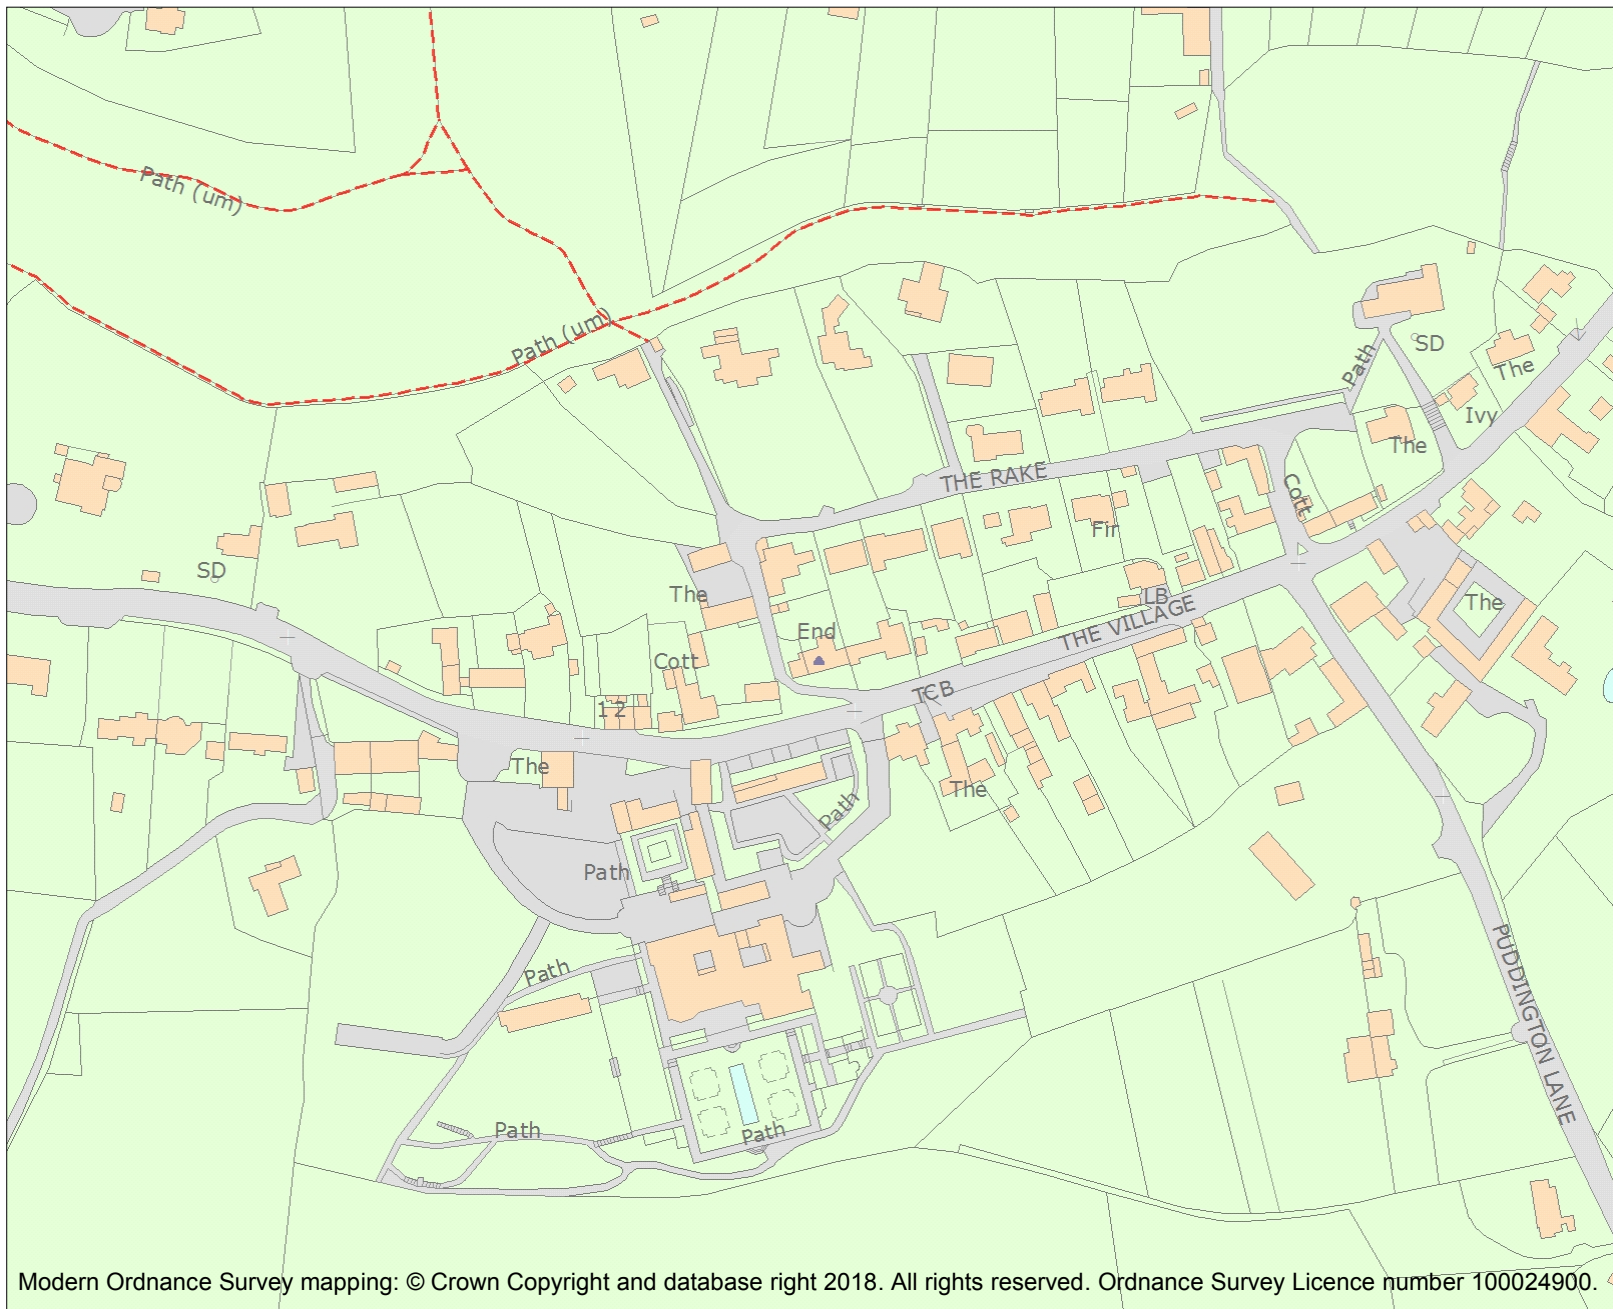 Path (um)
Path (um)
Path
SD
The
Ivy
The
THE RAKE
Cott
Fir
SD
The
LB
The
THE VILLAGE
End
Cott
TCB
12
The
The
Path
Path
PUDDINGTON LANE
Path
Path
Path
Modern Ordnance Survey mapping: © Crown Copyright and database right 2018. All rights reserved. Ordnance Survey Licence number 100024900.